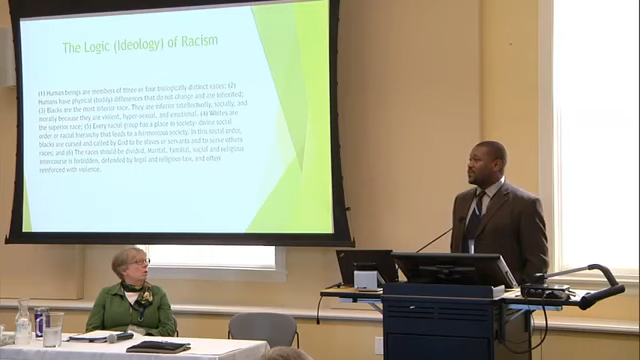 The Logic (Ideology) of Racism
(1) Human beings are members of three or four biologically distinct races; (2)
Humans have physical (bodily) differences that do not change and are inherited;
(3) Blacks are the most inferior race. They are inferior intellectually, socially, and
morally because they are violent, hyper-sexual, and emotional. (4) Whites are
the superior race; (5) Every racial group has a place in society- divine social
order or racial hierarchy that leads to a harmonious society. In this social order,
blacks are cursed and called by God to be slaves or servants and to serve others
races; and (6) The races should be divided. Marital, familial, social and religious
intercourse is forbidden, defended by legal and religious law, and often
reinforced with violence.